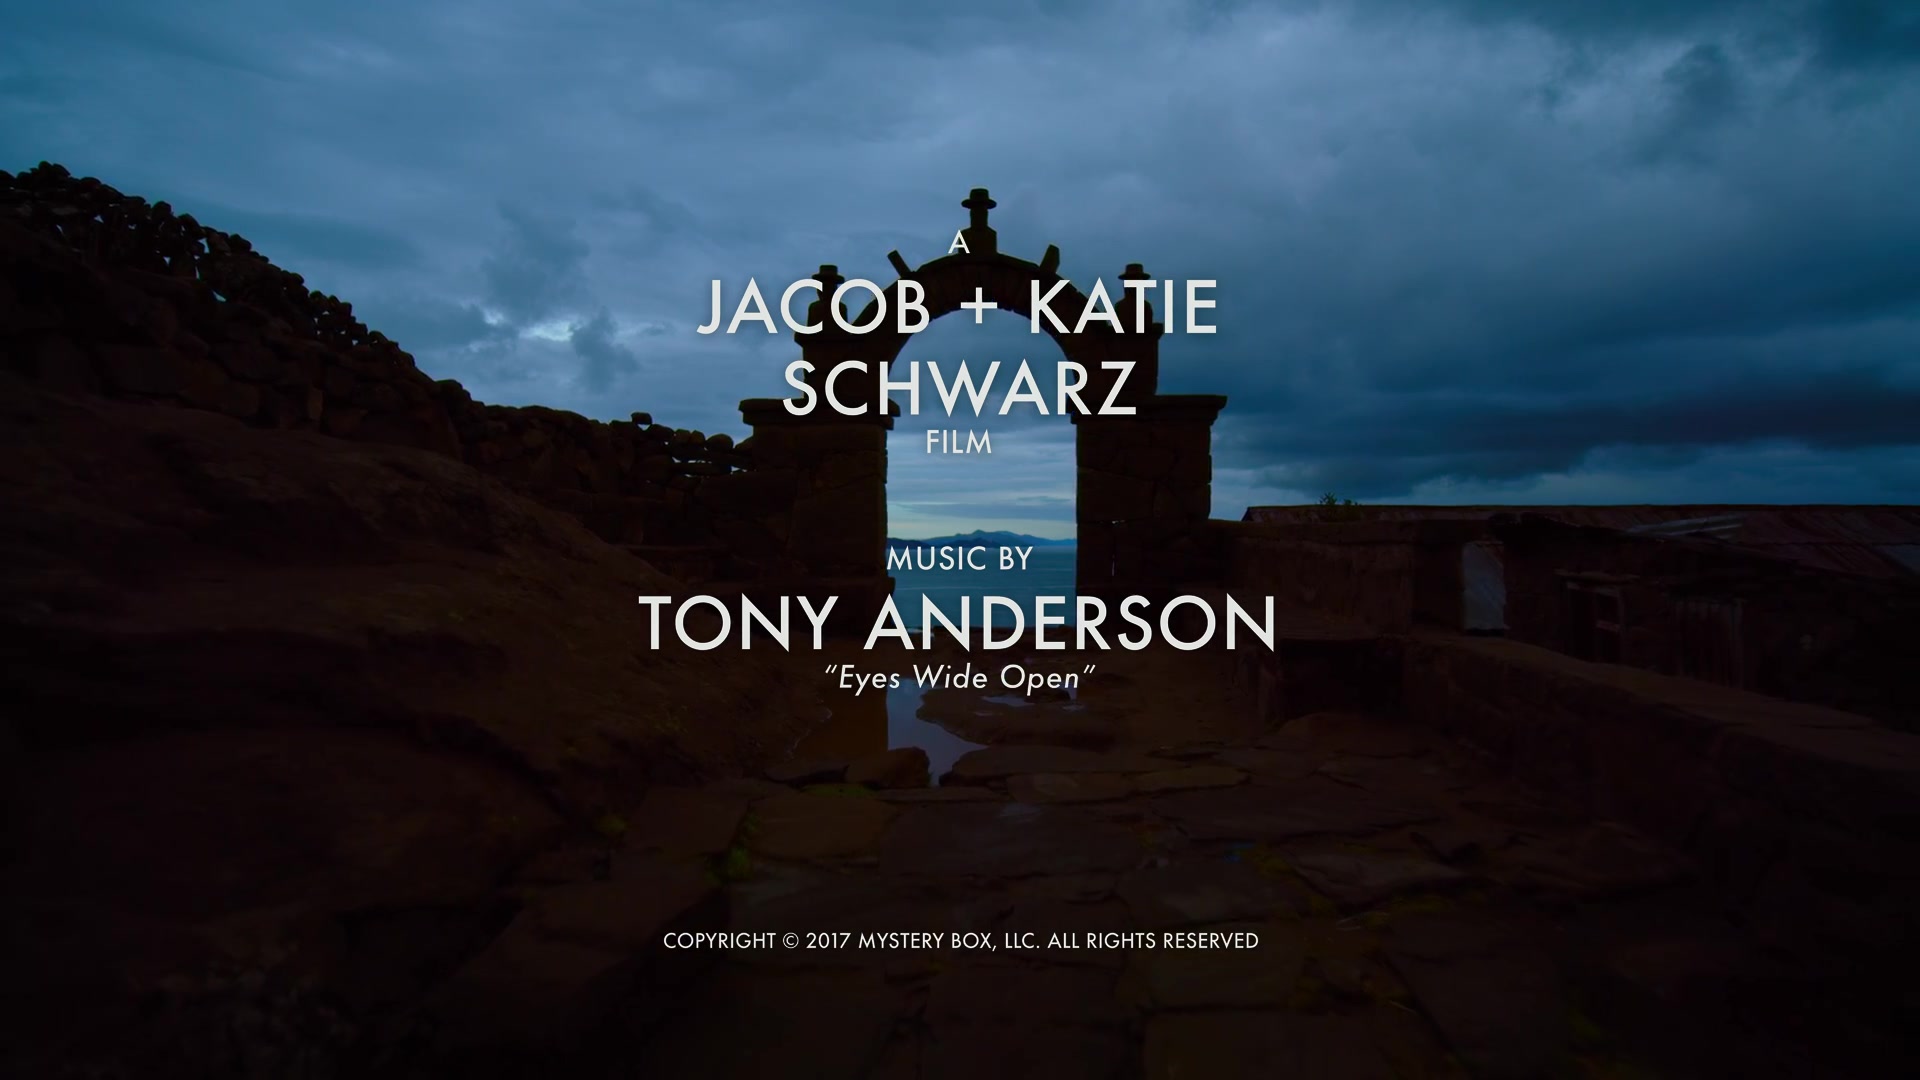 A
JACOB + KATIE
SCHWARZ
FILM
MUSIC BY
TONY ANDERSON
“Eyes Wide Open”
COPYRIGHT © 2017 MYSTERY BOX, LLC. ALL RIGHTS RESERVED